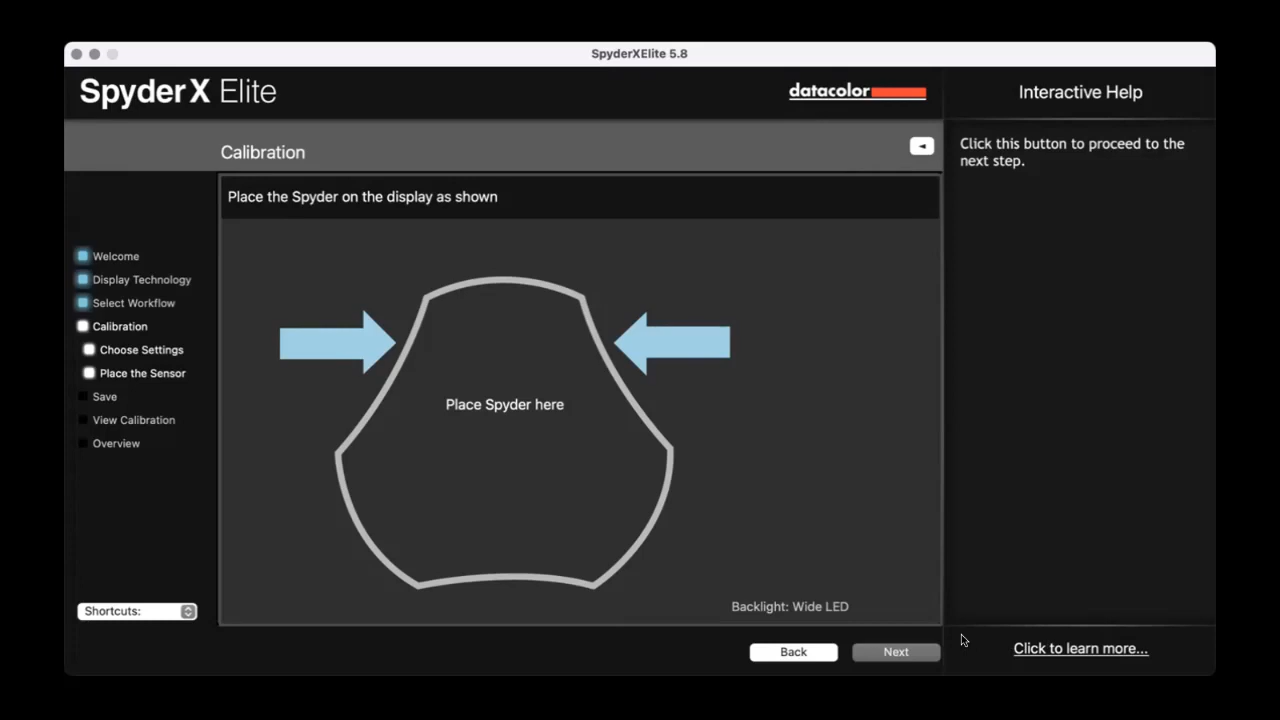 SpyderXElite 5.8
SpyderX Elite
datacolor
Interactive Help
Calibration
Click this button to proceed to the
next step.
Place the Spyder on the display as shown
Welcome
Display Technology
Select Workflow
Calibration
Choose Settings
Place the Sensor
Save
View Calibration
Overview
Place Spyder here
Shortcuts:
Backlight: Wide LED
Back
Next
Click to learn more...